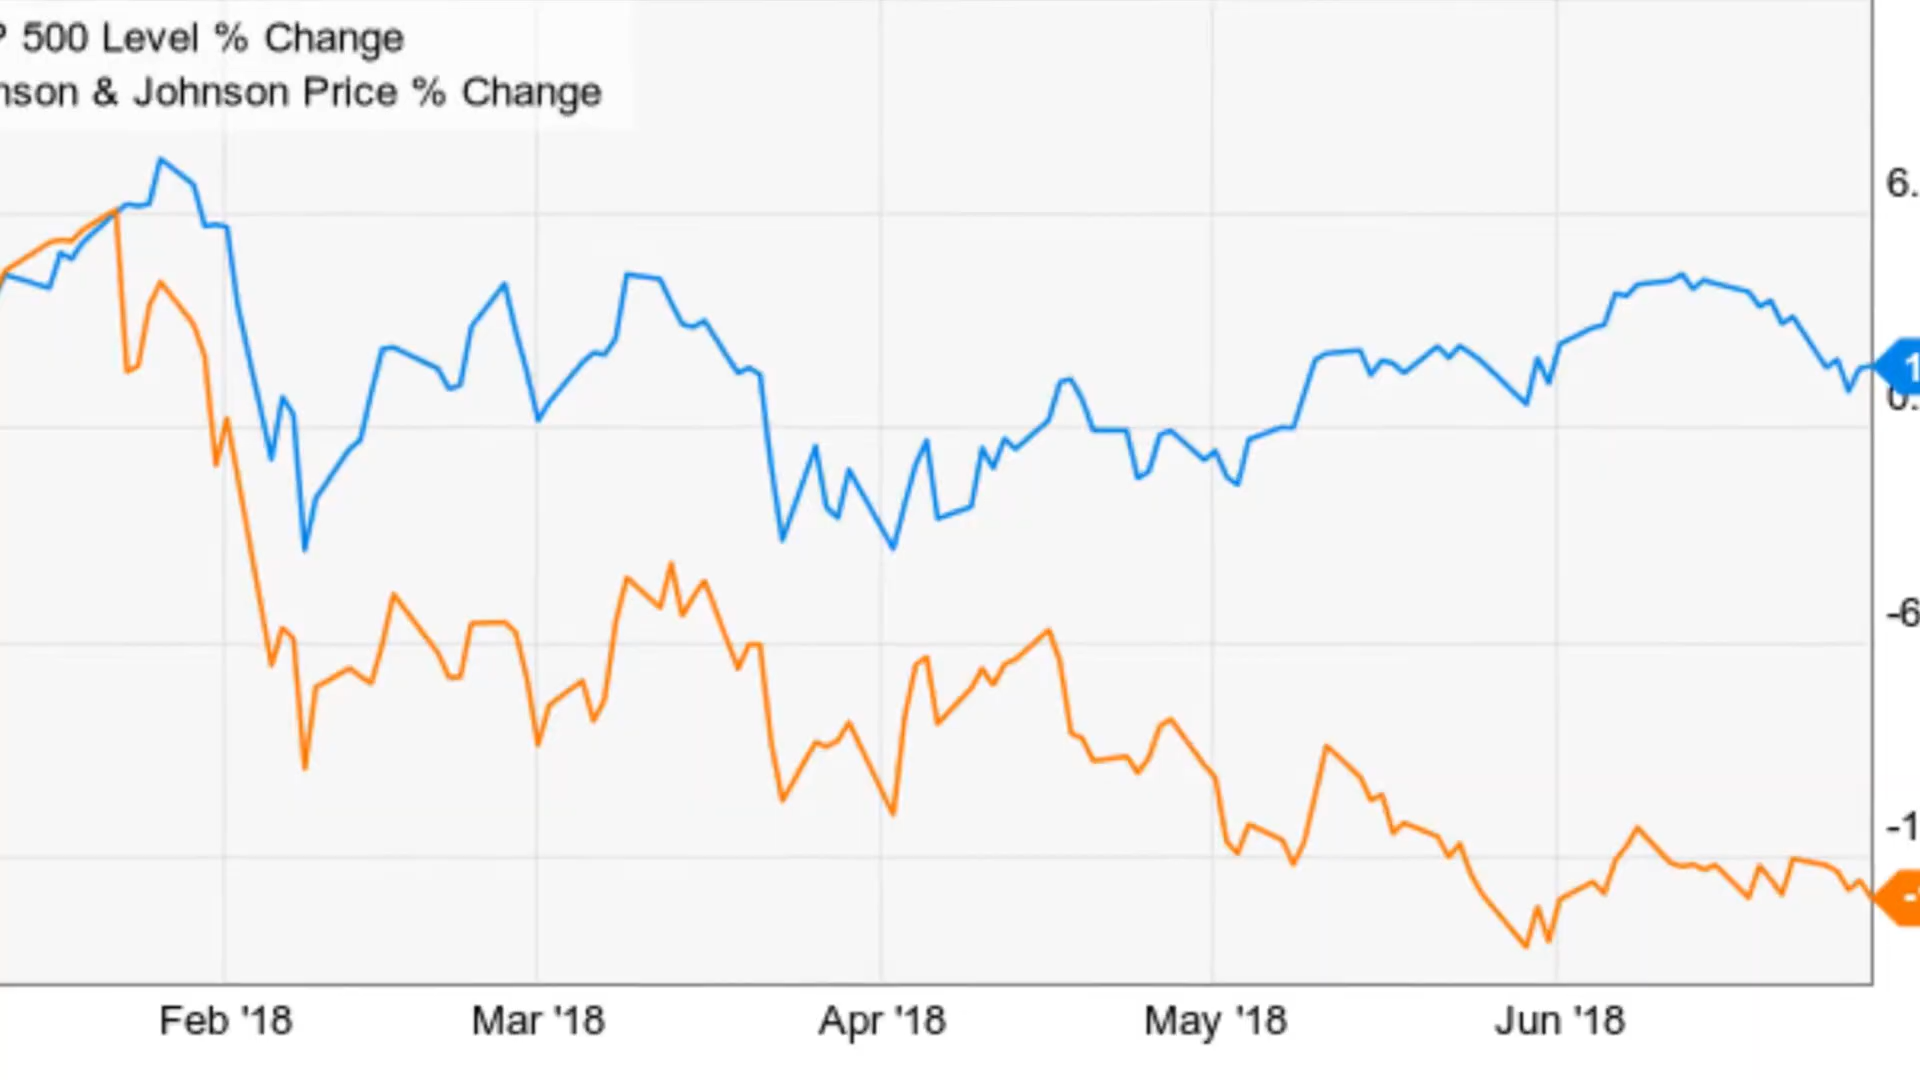 P 500 Level % Change
nson & Johnson Price % Change
6.
1
0.
-6
-1
Feb '18 Mar '18 Apr '18 May '18 Jun '18